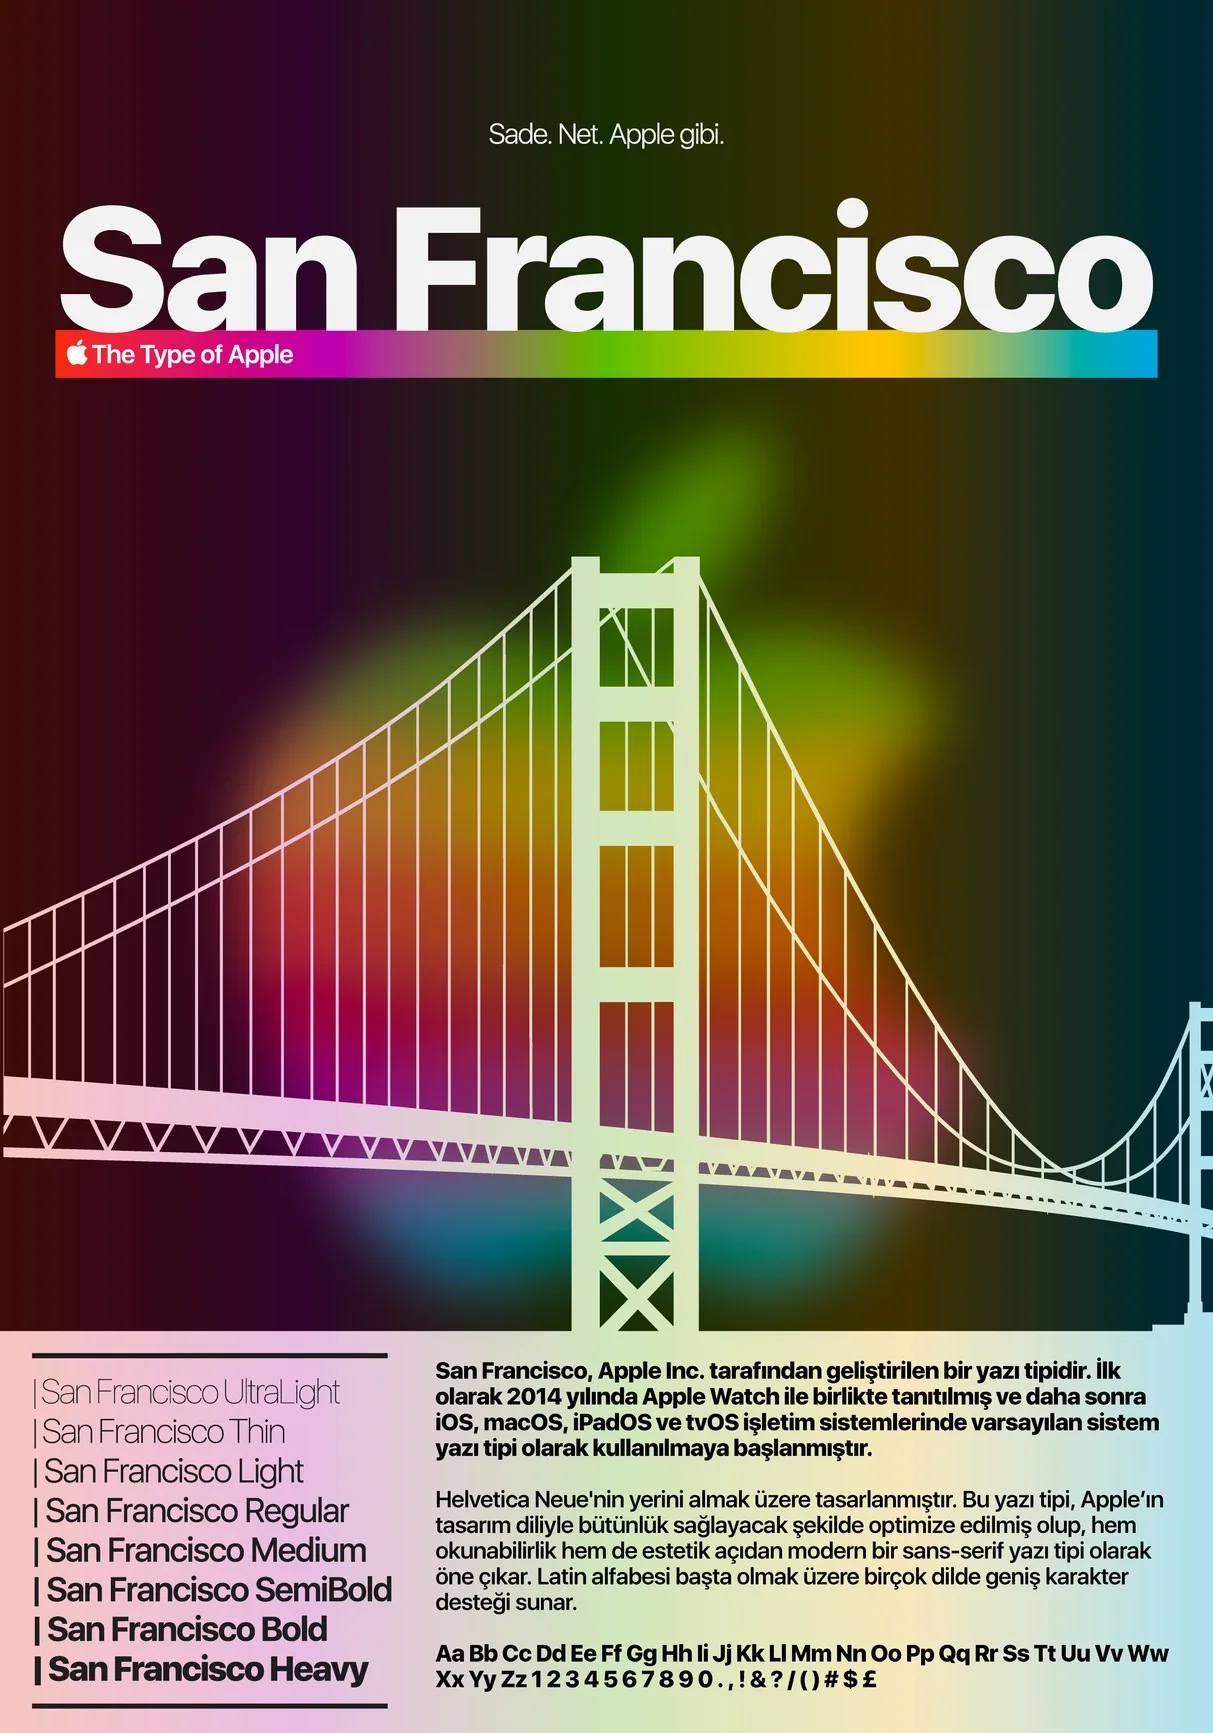 Sade. Net. Apple gibi.
San Francisco
The Type of Apple
| San Francisco UltraLight
| San Francisco Thin
| San Francisco Light
| San Francisco Regular
| San Francisco Medium
| San Francisco SemiBold
| San Francisco Bold
| San Francisco Heavy
San Francisco, Apple Inc. tarafından geliştirilen bir yazı tipidir. İlk
olarak 2014 yılında Apple Watch ile birlikte tanıtılmış ve daha sonra
iOS, macOS, iPadOS ve tvOS işletim sistemlerinde varsayılan sistem
yazı tipi olarak kullanılmaya başlanmıştır.
Helvetica Neue'nin yerini almak üzere tasarlanmıştır. Bu yazı tipi, Apple’ın
tasarım diliyle bütünlük sağlayacak şekilde optimize edilmiş olup, hem
okunabilirlik hem de estetik açıdan modern bir sans-serif yazı tipi olarak
öne çıkar. Latin alfabesi başta olmak üzere birçok dilde geniş karakter
desteği sunar.
Aa Bb Cc Dd Ee Ff Gg Hh Ii Jj Kk Ll Mm Nn Oo Pp Qq Rr Ss Tt Uu Vv Ww
Xx Yy Zz 1 2 3 4 5 6 7 8 9 0 . , ! & ? / ( ) # $ £